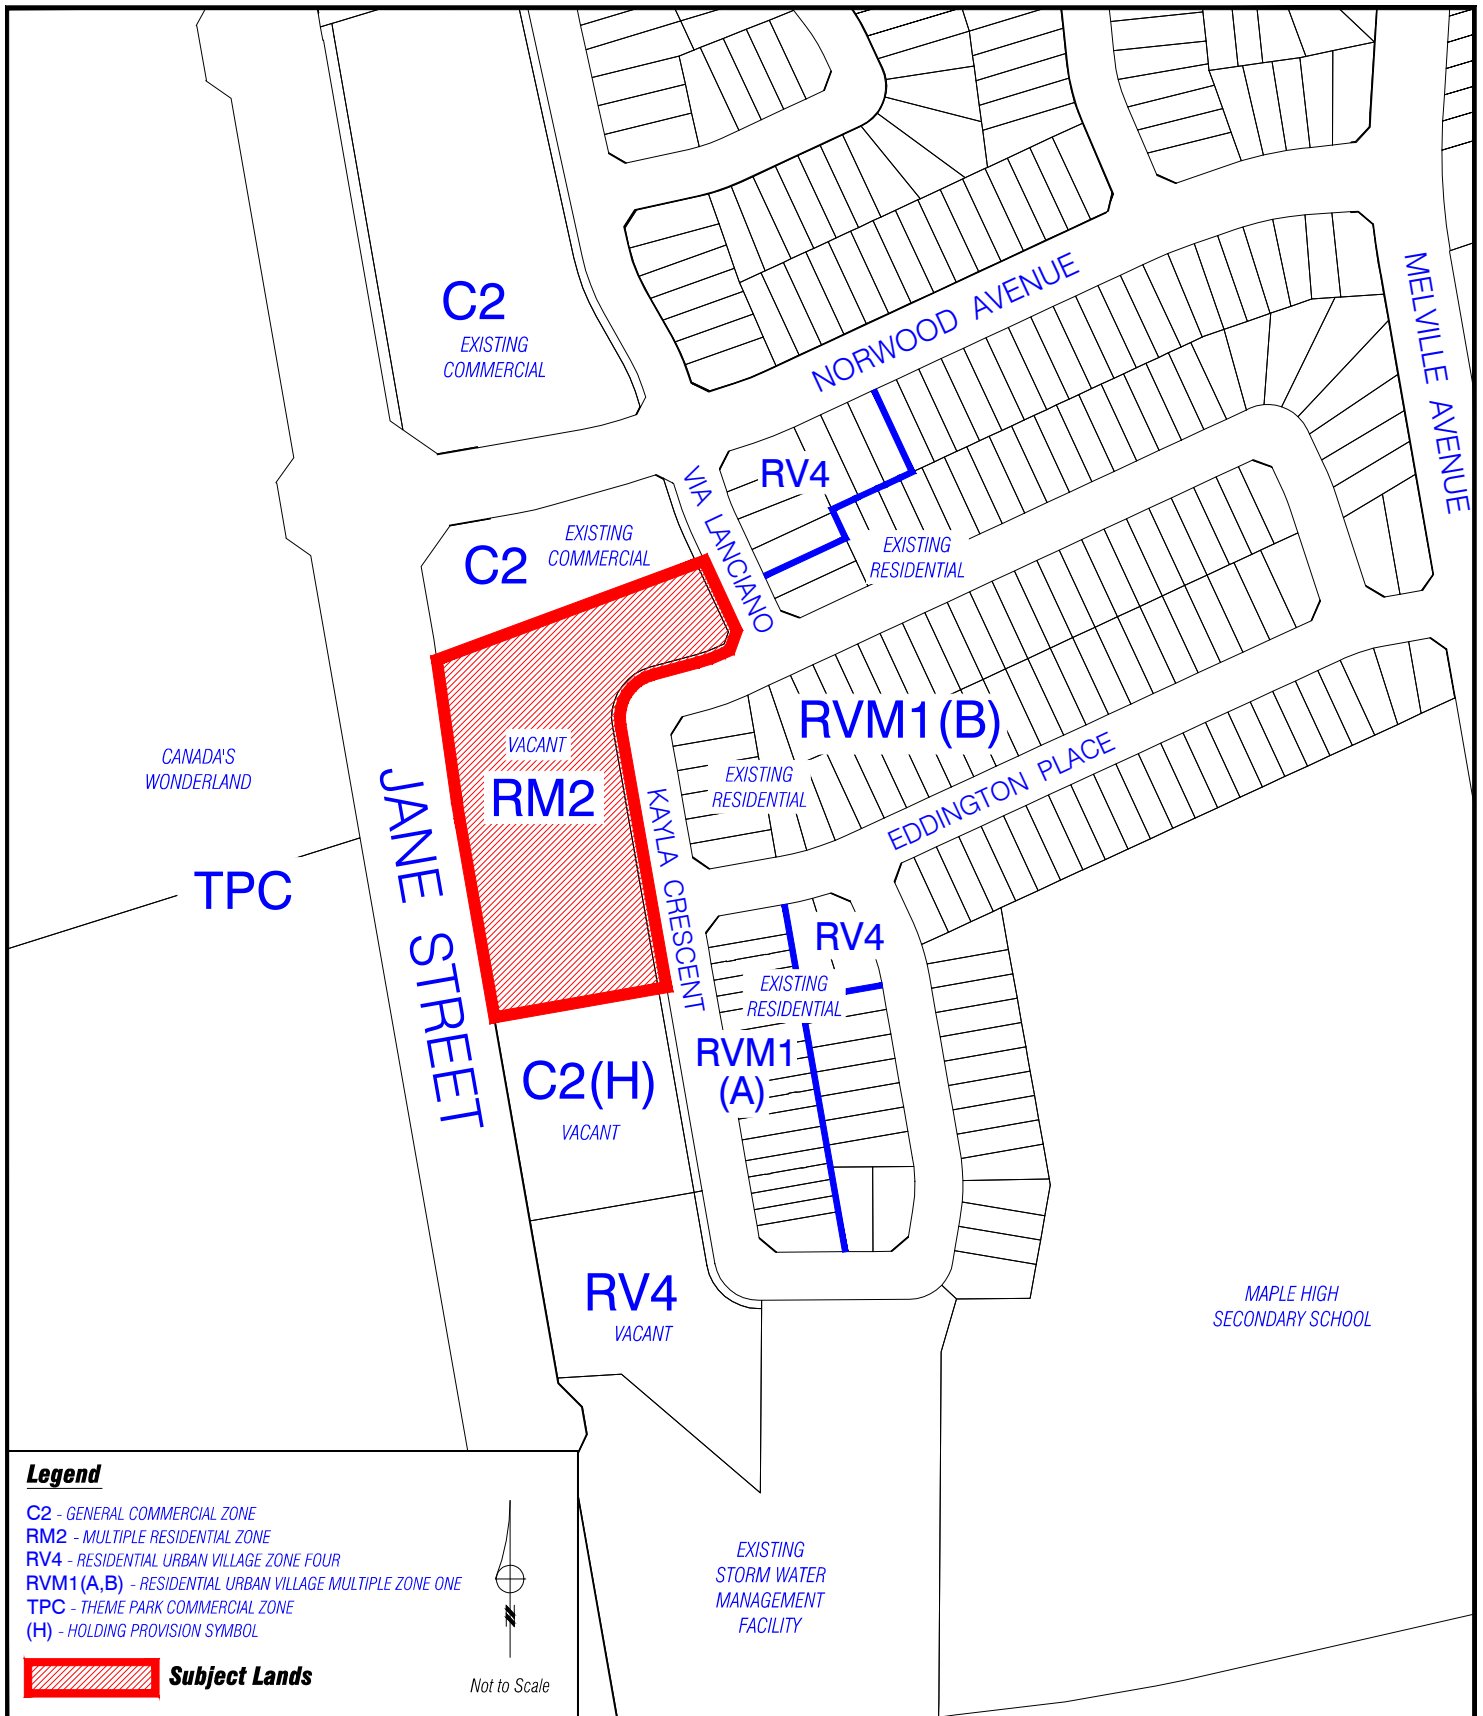 C2
EXISTING
COMMERCIAL
NORWOOD AVENUE
MELVILLE AVENUE
RV4
VIA LANCIANO
C2
EXISTING
COMMERCIAL
EXISTING
RESIDENTIAL
RVM1(B)
VACANT
RM2
CANADA'S
WONDERLAND
EXISTING
RESIDENTIAL
EDDINGTON PLACE
JANE STREET
KAYLA CRESCENT
TPC
RV4
EXISTING
RESIDENTIAL
RVM1
(A)
C2(H)
VACANT
RV4
VACANT
MAPLE HIGH
SECONDARY SCHOOL
EXISTING
STORM WATER
MANAGEMENT
FACILITY
Legend
C2 - GENERAL COMMERCIAL ZONE
RM2 - MULTIPLE RESIDENTIAL ZONE
RV4 - RESIDENTIAL URBAN VILLAGE ZONE FOUR
RVM1(A,B) - RESIDENTIAL URBAN VILLAGE MULTIPLE ZONE ONE
TPC - THEME PARK COMMERCIAL ZONE
(H) - HOLDING PROVISION SYMBOL
Subject Lands
N
Not to Scale